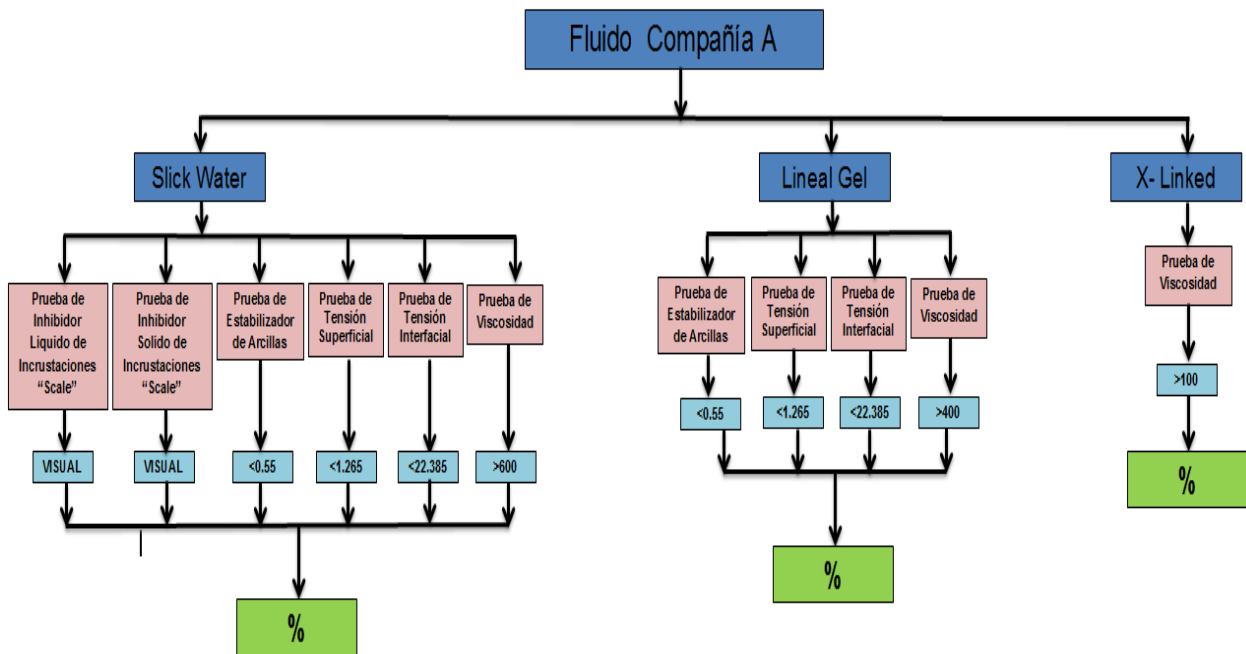 Fluido Compañía A
Slick Water
Lineal Gel
X- Linked
Prueba de
Inhibidor
Liquido de
Incrustaciones
“Scale”
Prueba de
Inhibidor
Solido de
Incrustaciones
“Scale”
Prueba de
Estabilizador
de Arcillas
Prueba de
Tensión
Superficial
Prueba de
Tensión
Interfacial
Prueba de
Viscosidad
Prueba de
Estabilizador
de Arcillas
Prueba de
Tensión
Superficial
Prueba de
Tensión
Interfacial
Prueba de
Viscosidad
Prueba de
Viscosidad
VISUAL
VISUAL
<0.55
<1.265
<22.385
>600
<0.55
<1.265
<22.385
>400
>100
%
%
%